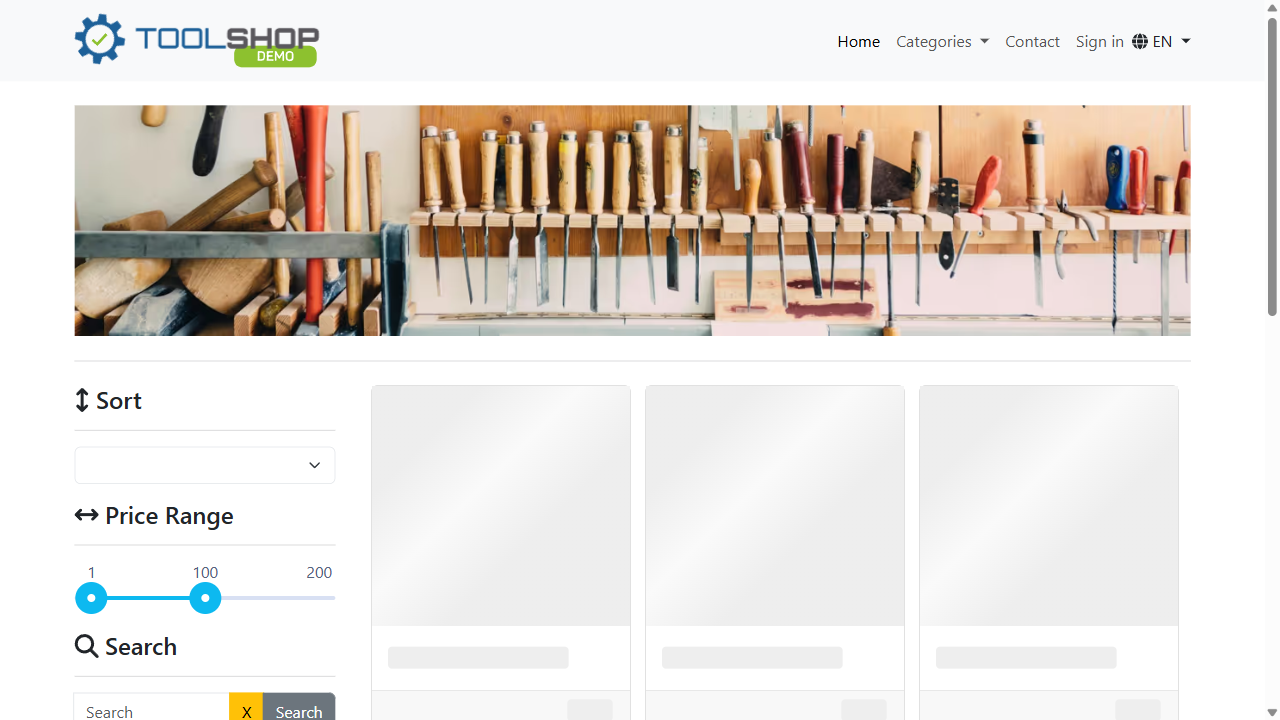 TOOLSHOP
DEMO
Home Categories Contact Sign in EN
Sort
Price Range
1 100 200
Search
Search X Search